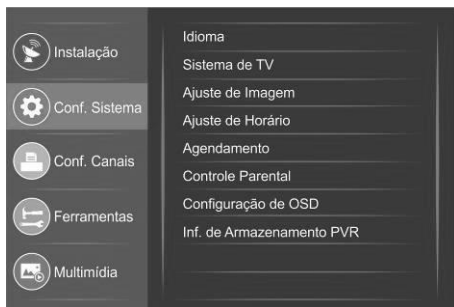 Instalação
Conf. Sistema
Conf. Canais
Ferramentas
Multimídia
Idioma
Sistema de TV
Ajuste de Imagem
Ajuste de Horário
Agendamento
Controle Parental
Configuração de OSD
Inf. de Armazenamento PVR